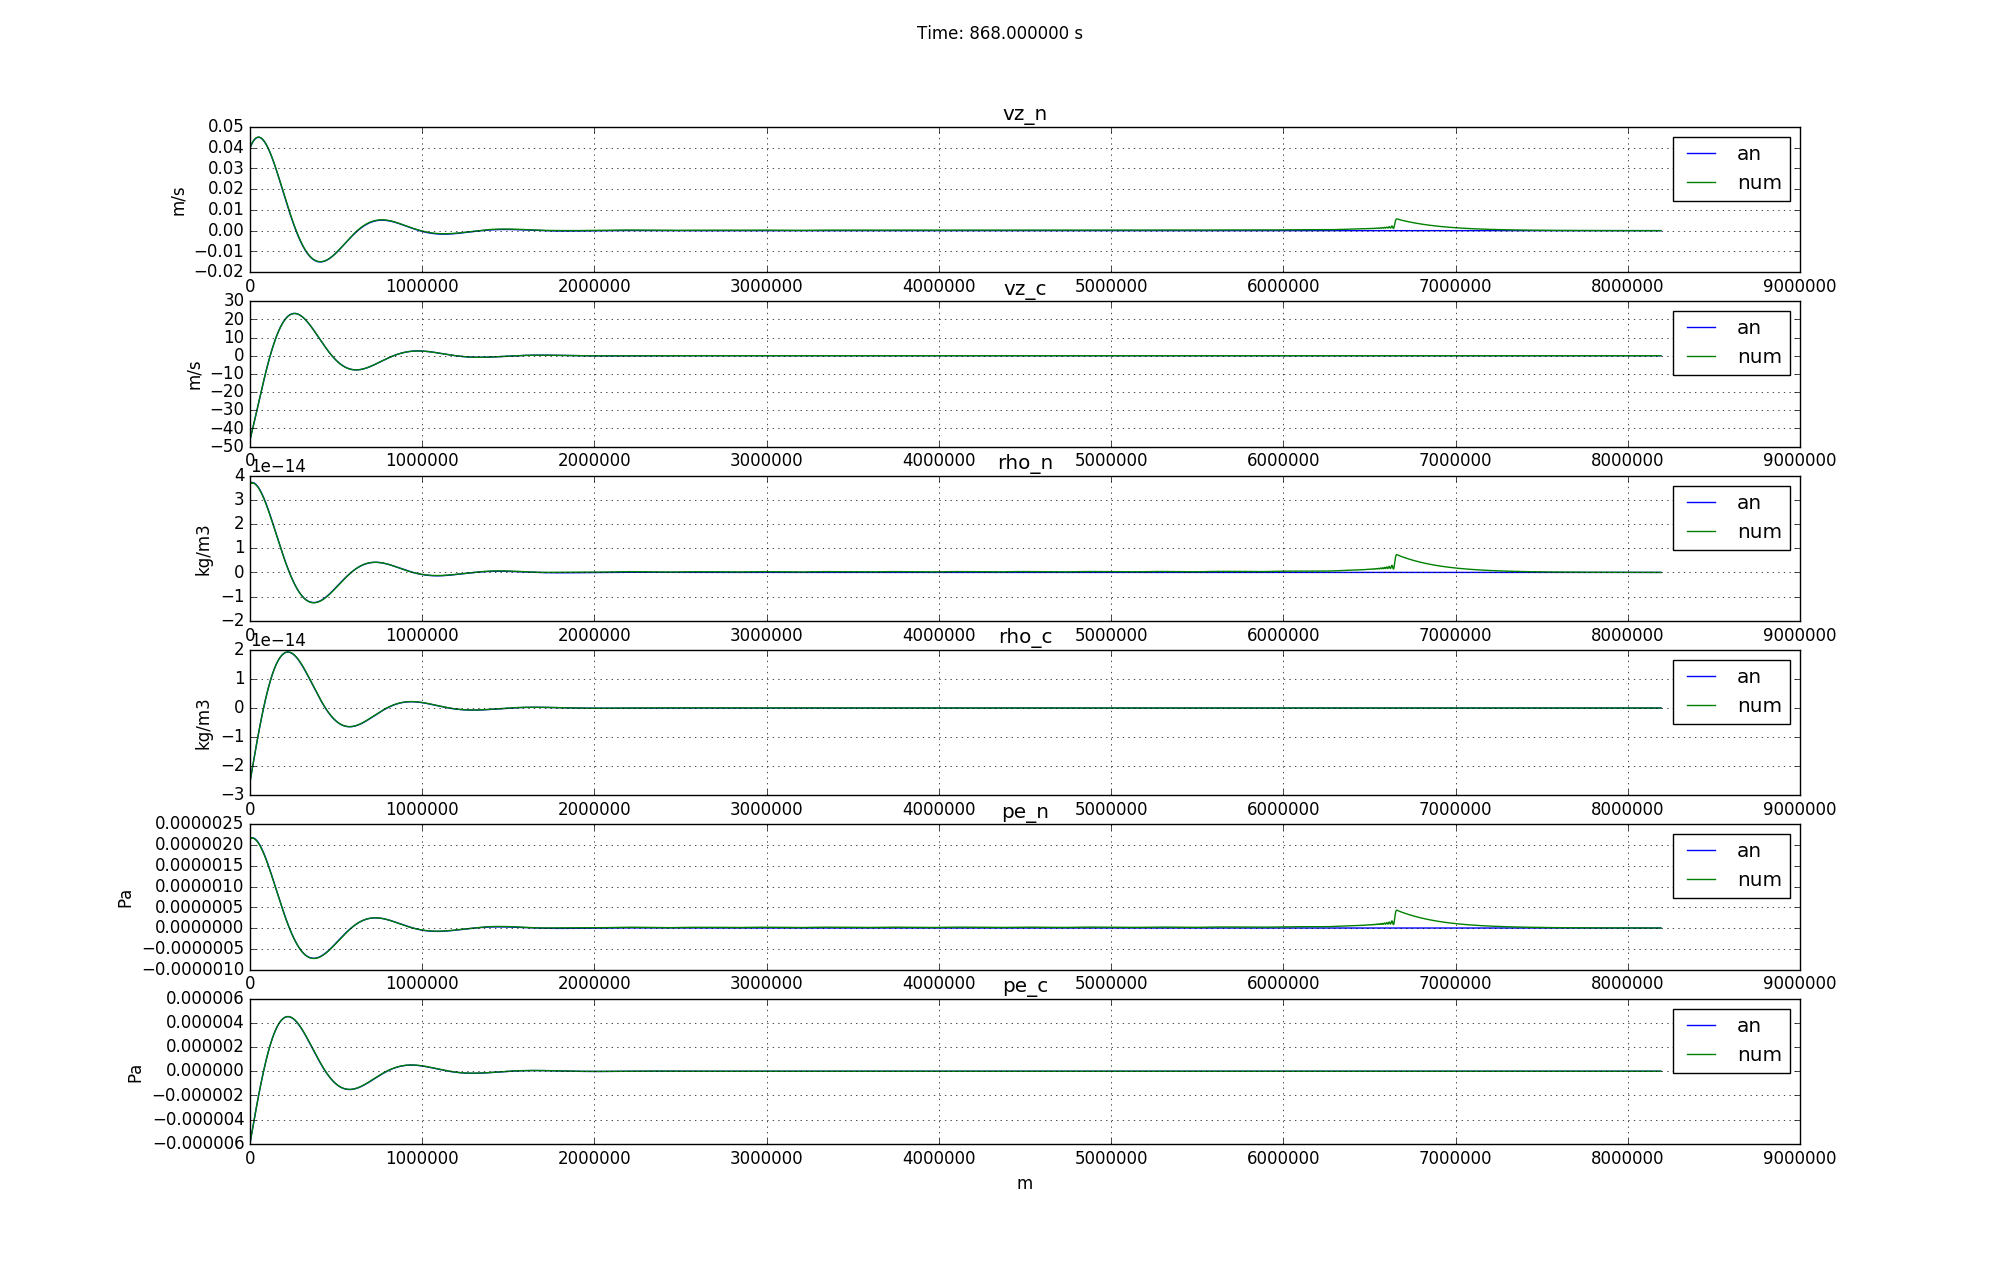 Time: 868.000000 s
vz_n
0.05
0.04
0.03
0.02
0.01
0.00
−0.01
−0.02
m/s
an
num
0 1000000 2000000 3000000 4000000 5000000 6000000 7000000 8000000 9000000
vz_c
30
20
10
0
−10
−20
−30
−40
−50
m/s
an
num
0 1000000 2000000 3000000 4000000 5000000 6000000 7000000 8000000 9000000
1e−14
rho_n
4
3
2
1
0
−1
−2
kg/m3
an
num
0 1000000 2000000 3000000 4000000 5000000 6000000 7000000 8000000 9000000
1e−14
rho_c
2
1
0
−1
−2
−3
kg/m3
an
num
0 1000000 2000000 3000000 4000000 5000000 6000000 7000000 8000000 9000000
pe_n
0.0000025
0.0000020
0.0000015
0.0000010
0.0000005
0.0000000
−0.0000005
−0.0000010
Pa
an
num
0 1000000 2000000 3000000 4000000 5000000 6000000 7000000 8000000 9000000
pe_c
0.000006
0.000004
0.000002
0.000000
−0.000002
−0.000004
−0.000006
Pa
an
num
0 1000000 2000000 3000000 4000000 5000000 6000000 7000000 8000000 9000000
m